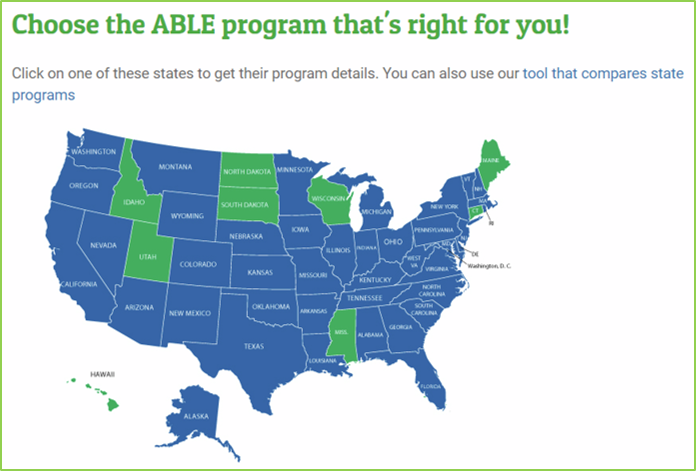 Choose the ABLE program that's right for you!
Click on one of these states to get their program details. You can also use our tool that compares state
programs
WASHINGTON
MONTANA
NORTH DAKOTA
MINNESOTA
MAINE
OREGON
IDAHO
SOUTH DAKOTA
WISCONSIN
VT
NH
WYOMING
MICHIGAN
NEW YORK
MA
CT
RI
NEBRASKA
IOWA
PENNSYLVANIA
NJ
NEVADA
UTAH
COLORADO
ILLINOIS
INDIANA
OHIO
MD
DE
Washington, D. C.
CALIFORNIA
KANSAS
MISSOURI
KENTUCKY
WEST
VA
VIRGINIA
ARIZONA
NEW MEXICO
OKLAHOMA
ARKANSAS
TENNESSEE
NORTH
CAROLINA
SOUTH
CAROLINA
TEXAS
MISS.
ALABAMA
GEORGIA
LOUISIANA
FLORIDA
HAWAII
ALASKA